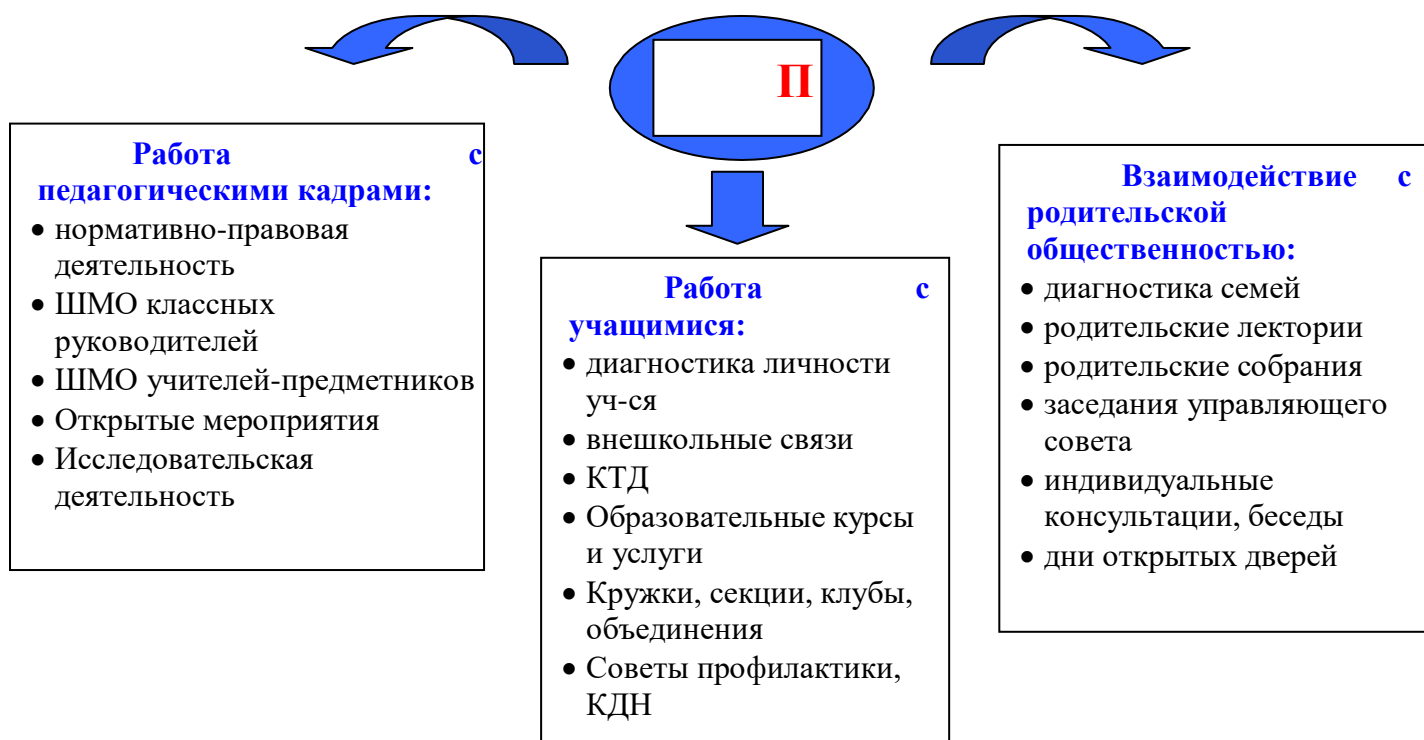 П
Работа с
педагогическими кадрами:
• нормативно-правовая
деятельность
• ШМО классных
руководителей
• ШМО учителей-предметников
• Открытые мероприятия
• Исследовательская
деятельность
Работа с
учащимися:
• диагностика личности
уч-ся
• внешкольные связи
• КТД
• Образовательные курсы
и услуги
• Кружки, секции, клубы,
объединения
• Советы профилактики,
КДН
Взаимодействие с
родительской
общественностью:
• диагностика семей
• родительские лектории
• родительские собрания
• заседания управляющего
совета
• индивидуальные
консультации, беседы
• дни открытых дверей